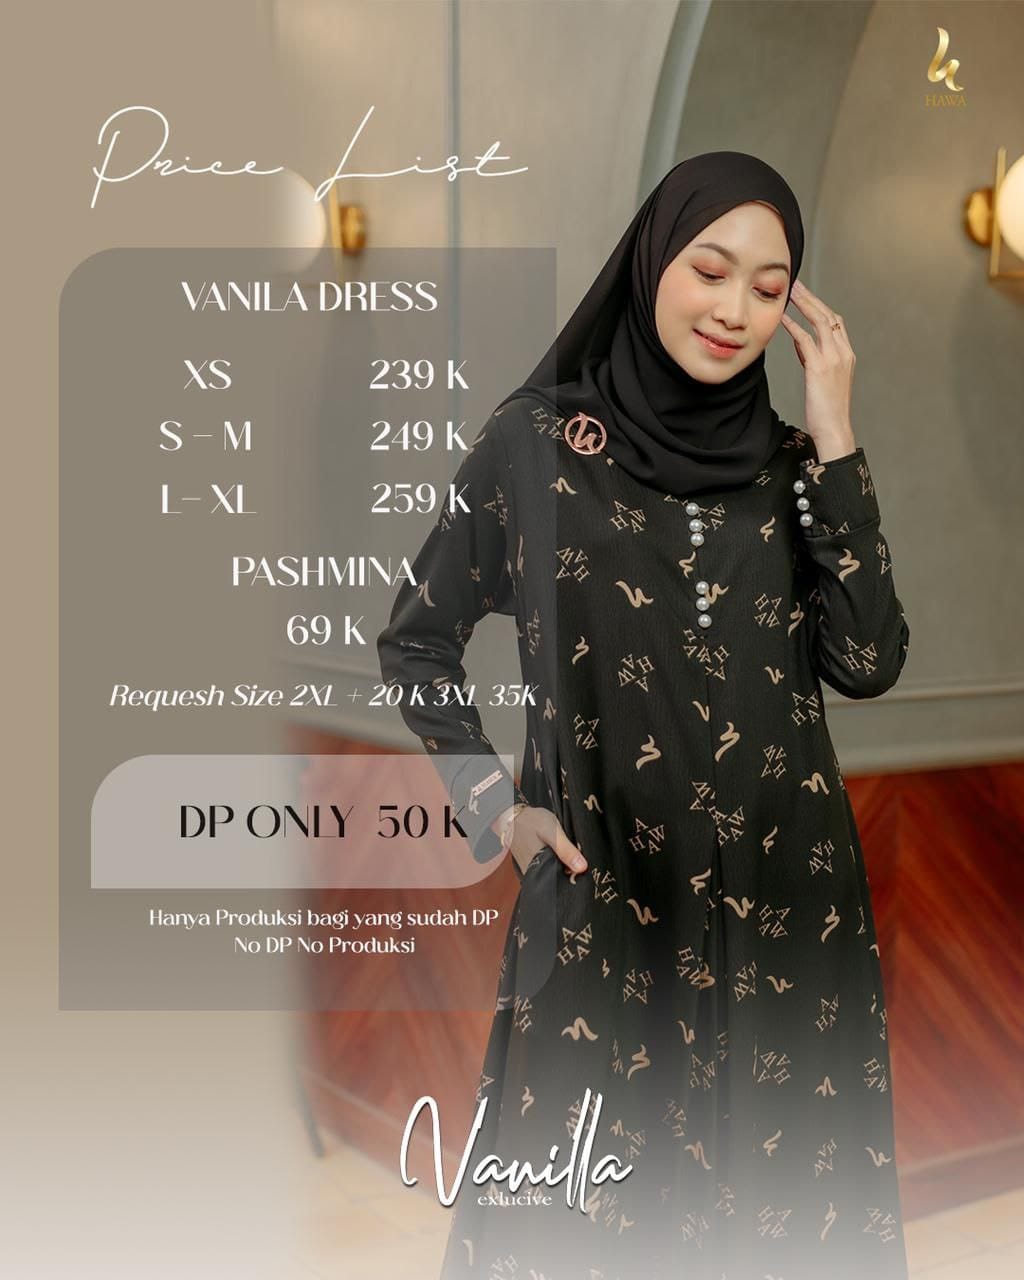 HAWA
Price List
VANILA DRESS
XS 239 K
S – M 249 K
L– XL 259 K
PASHMINA
69 K
Requesh Size 2XL + 20 K 3XL 35K
DP ONLY 50 K
Hanya Produksi bagi yang sudah DP
No DP No Produksi
Vanilla
exlucive